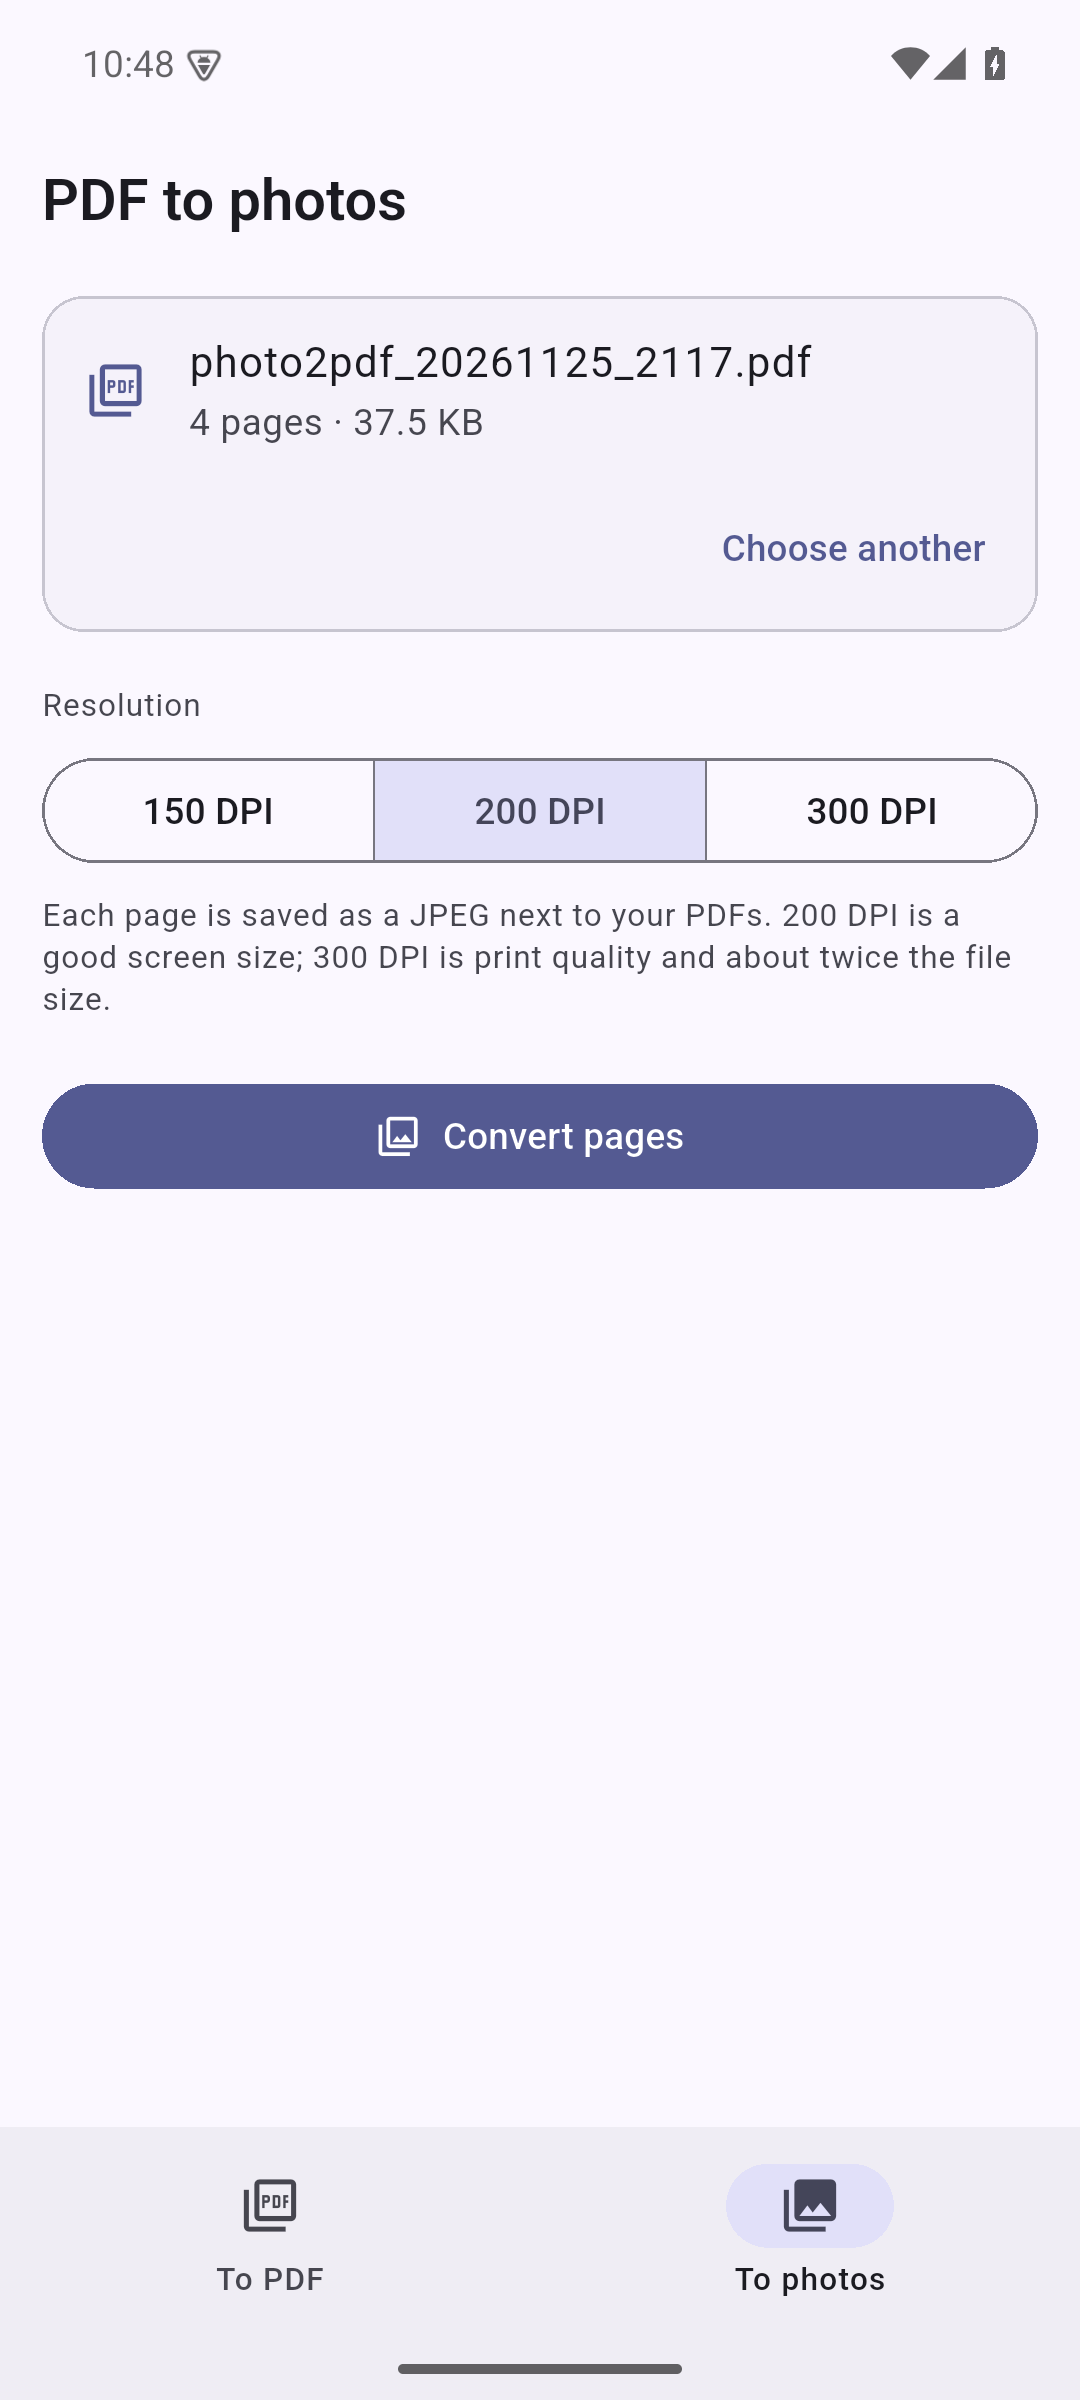 10:48
PDF to photos
PDF
photo2pdf_20261125_2117.pdf
4 pages · 37.5 KB
Choose another
Resolution
150 DPI
200 DPI
300 DPI
Each page is saved as a JPEG next to your PDFs. 200 DPI is a
good screen size; 300 DPI is print quality and about twice the file
size.
Convert pages
PDF
To PDF
To photos